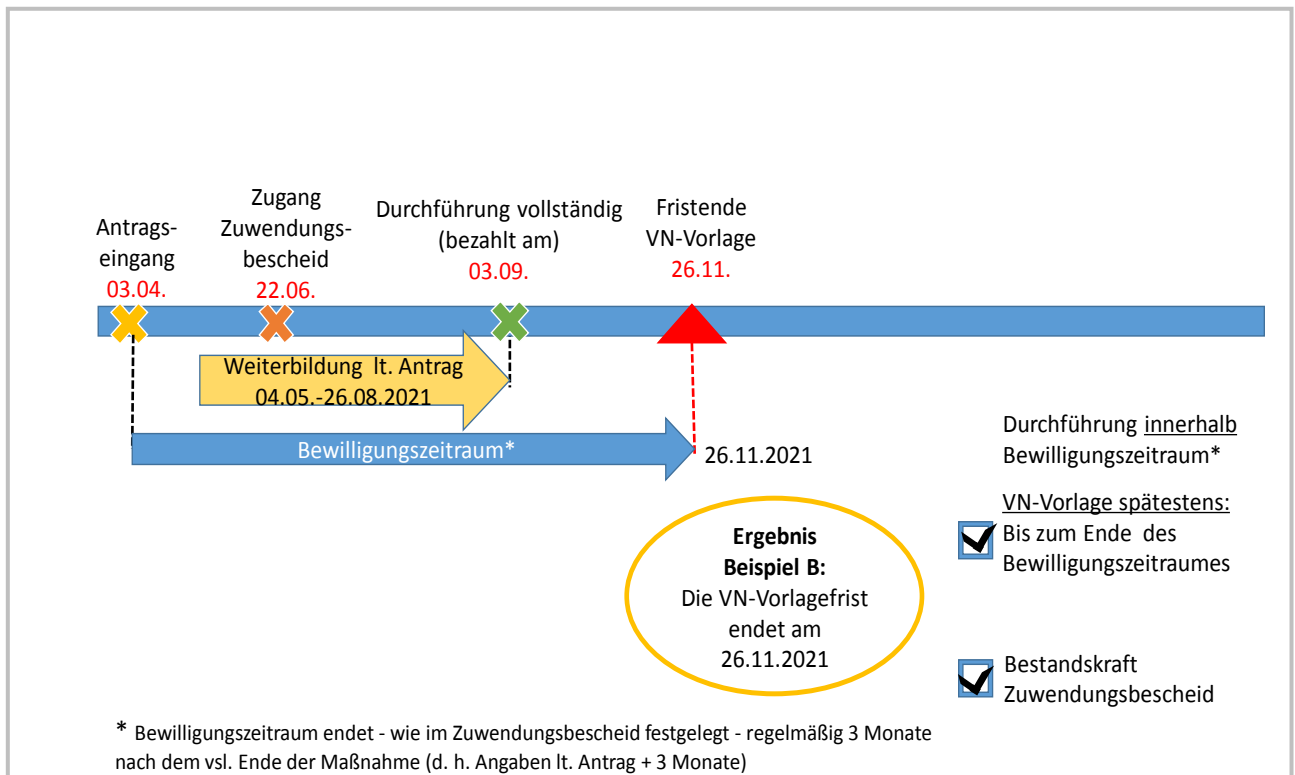 Antrags-
eingang
03.04.
Zugang
Zuwendungs-
bescheid
22.06.
Durchführung vollständig
(bezahlt am)
03.09.
Fristende
VN-Vorlage
26.11.
Weiterbildung lt. Antrag
04.05.-26.08.2021
Bewilligungszeitraum*
26.11.2021
Durchführung innerhalb
Bewilligungszeitraum*
VN-Vorlage spätestens:
Bis zum Ende des
Bewilligungszeitraumes
Ergebnis
Beispiel B:
Die VN-Vorlagefrist
endet am
26.11.2021
Bestandskraft
Zuwendungsbescheid
* Bewilligungszeitraum endet - wie im Zuwendungsbescheid festgelegt - regelmäßig 3 Monate
nach dem vsl. Ende der Maßnahme (d. h. Angaben lt. Antrag + 3 Monate)